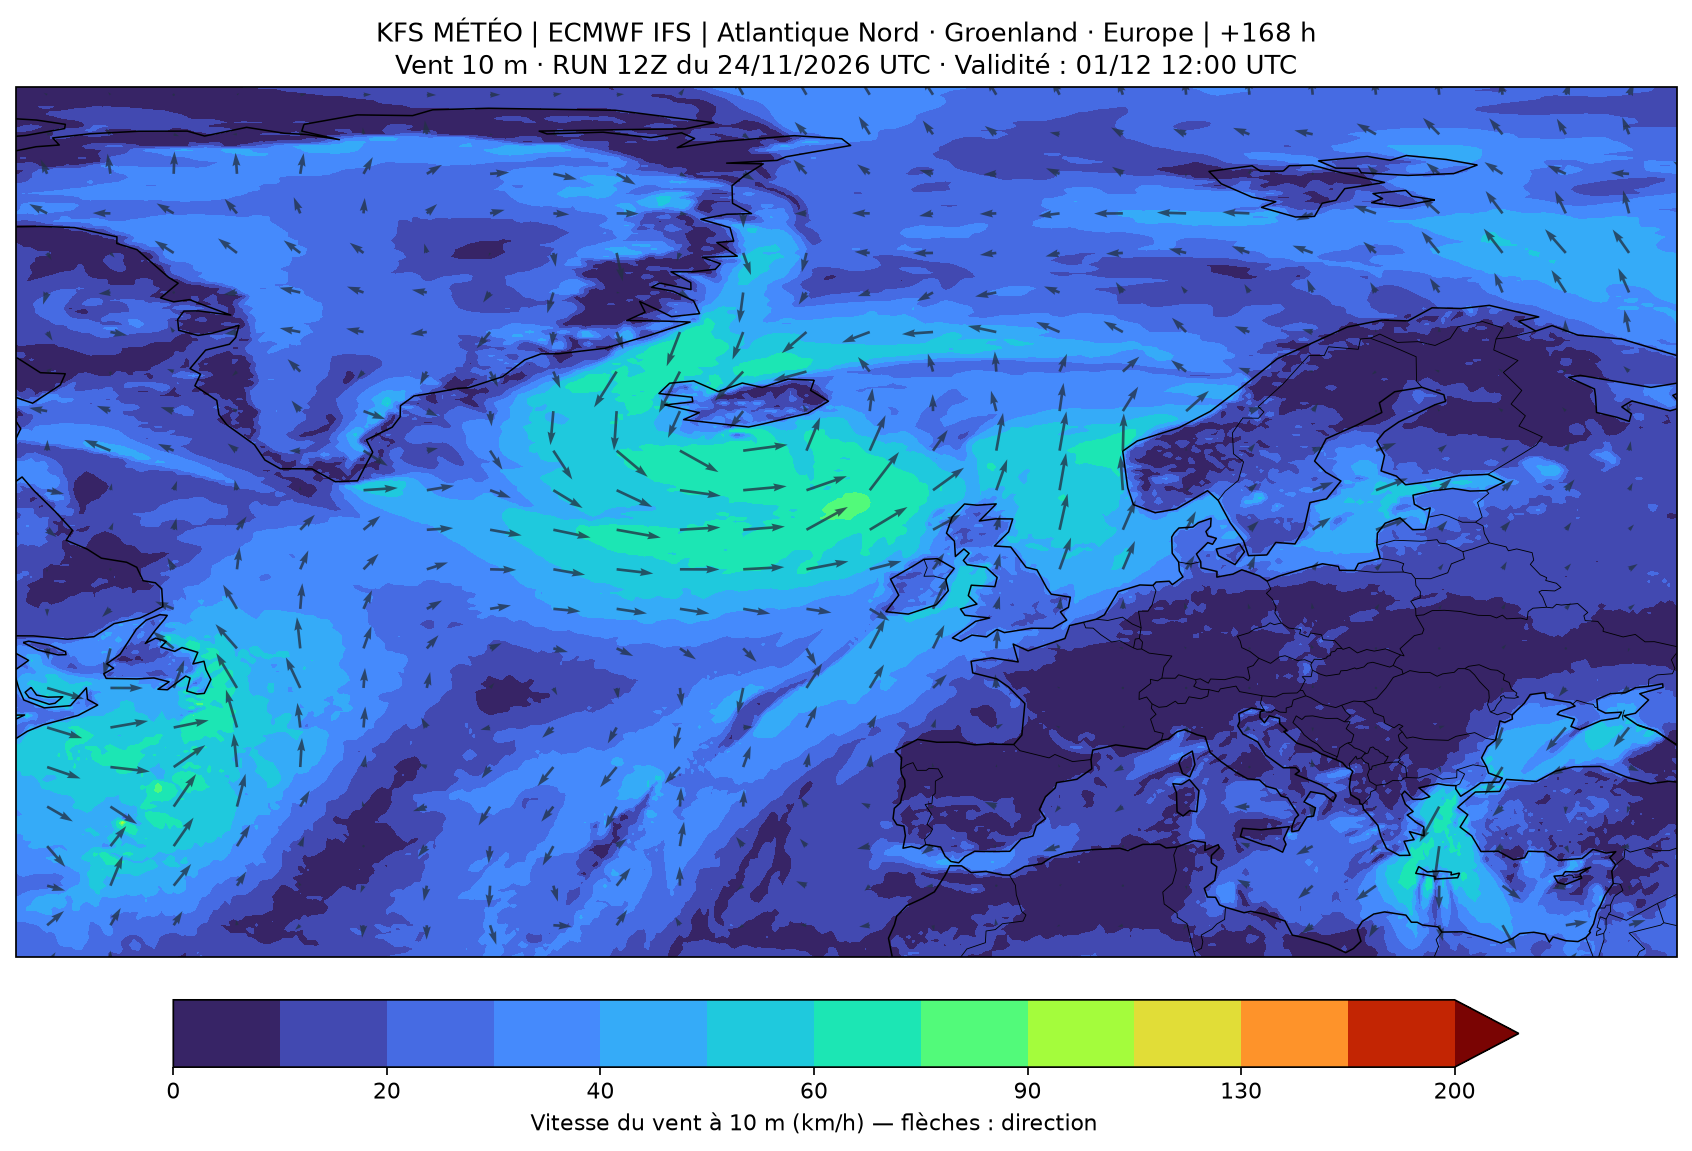 KFS MÉTÉO | ECMWF IFS | Atlantique Nord · Groenland · Europe | +168 h
Vent 10 m · RUN 12Z du 24/11/2026 UTC · Validité : 01/12 12:00 UTC
0 20 40 60 90 130 200
Vitesse du vent à 10 m (km/h) — flèches : direction